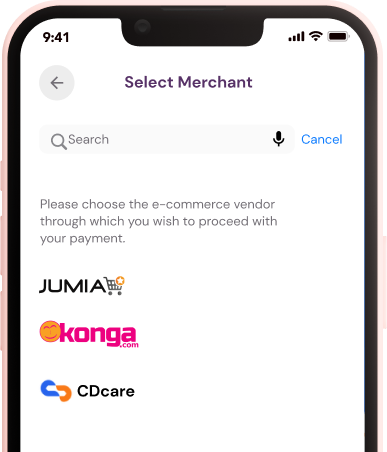 9:41
Select Merchant
Search
Cancel
Please choose the e-commerce vendor
through which you wish to proceed with
your payment.
JUMIA
konga
.com
CDcare